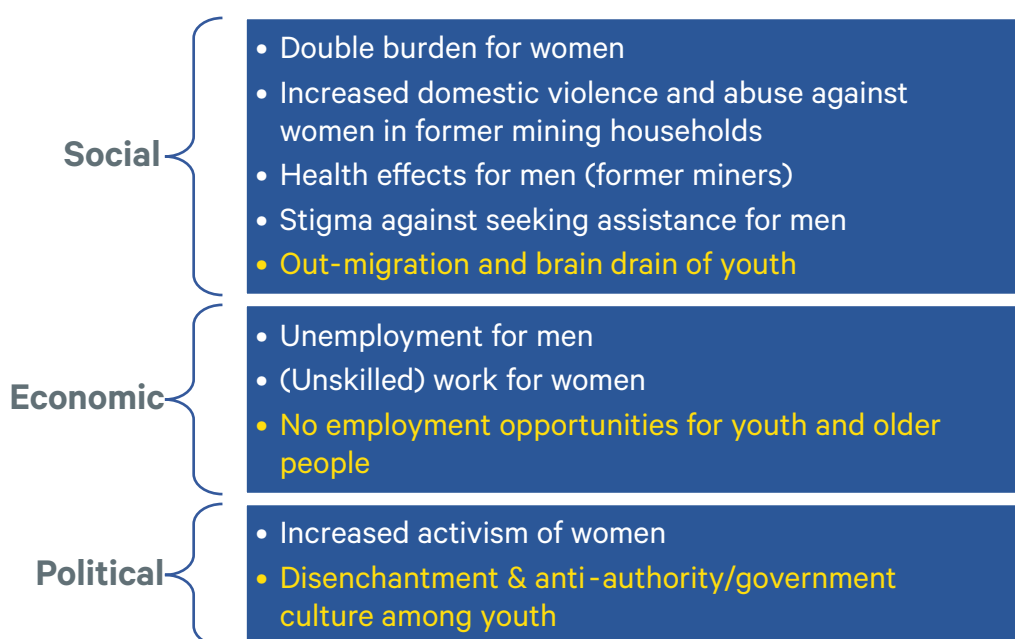 Social
• Double burden for women
• Increased domestic violence and abuse against
women in former mining households
• Health effects for men (former miners)
• Stigma against seeking assistance for men
• Out-migration and brain drain of youth
Economic
• Unemployment for men
• (Unskilled) work for women
• No employment opportunities for youth and older
people
Political
• Increased activism of women
• Disenchantment & anti-authority/government
culture among youth